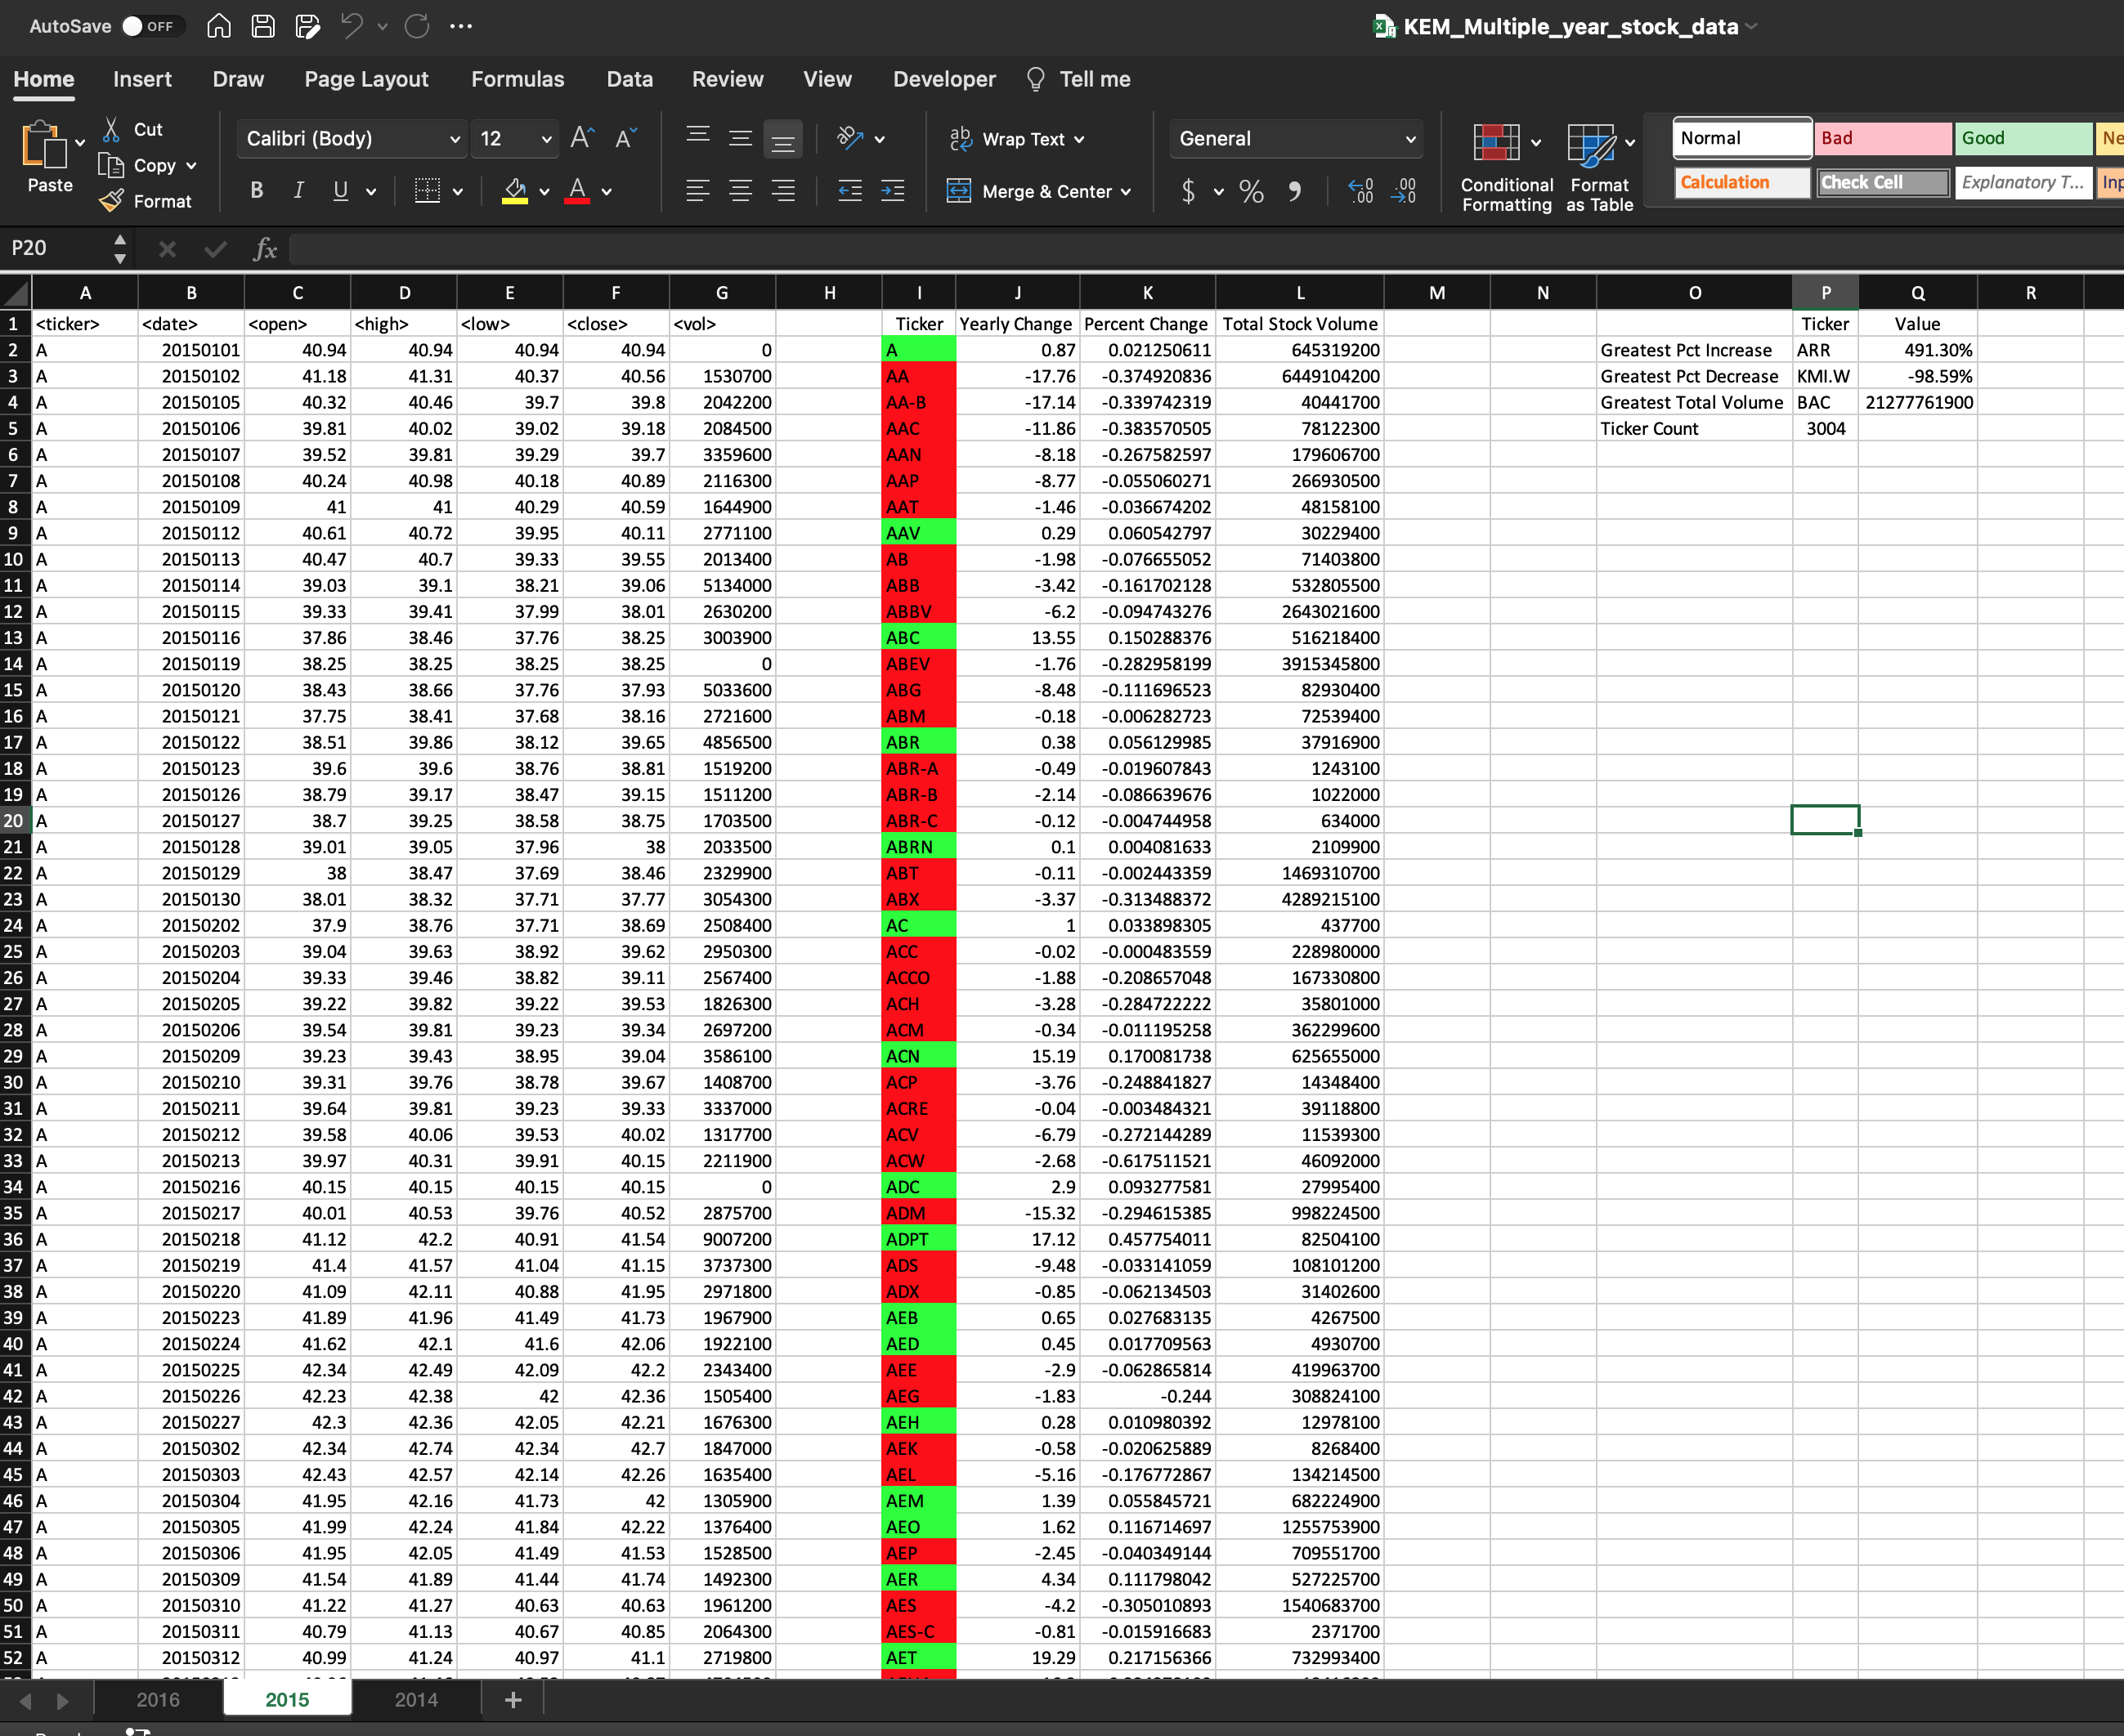 AutoSave OFF KEM_Multiple_year_stock_data
Home Insert Draw Page Layout Formulas Data Review View Developer Tell me
Paste Cut Copy Format
Calibri (Body) 12 Wrap Text General Conditional Formatting Format as Table Normal Bad Good Ne
B I U A Merge & Center $ % Calculation Check Cell Explanatory T... Inp
P20 fx
A B C D E F G H I J K L M N O P Q R
1 <ticker> <date> <open> <high> <low> <close> <vol> Ticker Yearly Change Percent Change Total Stock Volume Ticker Value
2 A 20150101 40.94 40.94 40.94 40.94 0 A 0.87 0.021250611 645319200 Greatest Pct Increase ARR 491.30%
3 A 20150102 41.18 41.31 40.37 40.56 1530700 AA -17.76 -0.374920836 6449104200 Greatest Pct Decrease KMI.W -98.59%
4 A 20150105 40.32 40.46 39.7 39.8 2042200 AA-B -17.14 -0.339742319 40441700 Greatest Total Volume BAC 21277761900
5 A 20150106 39.81 40.02 39.02 39.18 2084500 AAC -11.86 -0.383570505 78122300 Ticker Count 3004
6 A 20150107 39.52 39.81 39.29 39.7 3359600 AAN -8.18 -0.267582597 179606700
7 A 20150108 40.24 40.98 40.18 40.89 2116300 AAP -8.77 -0.055060271 266930500
8 A 20150109 41 41 40.29 40.59 1644900 AAT -1.46 -0.036674202 48158100
9 A 20150112 40.61 40.72 39.95 40.11 2771100 AAV 0.29 0.060542797 30229400
10 A 20150113 40.47 40.7 39.33 39.55 2013400 AB -1.98 -0.076655052 71403800
11 A 20150114 39.03 39.1 38.21 39.06 5134000 ABB -3.42 -0.161702128 532805500
12 A 20150115 39.33 39.41 37.99 38.01 2630200 ABBV -6.2 -0.094743276 2643021600
13 A 20150116 37.86 38.46 37.76 38.25 3003900 ABC 13.55 0.150288376 516218400
14 A 20150119 38.25 38.25 38.25 38.25 0 ABEV -1.76 -0.282958199 3915345800
15 A 20150120 38.43 38.66 37.76 37.93 5033600 ABG -8.48 -0.111696523 82930400
16 A 20150121 37.75 38.41 37.68 38.16 2721600 ABM -0.18 -0.006282723 72539400
17 A 20150122 38.51 39.86 38.12 39.65 4856500 ABR 0.38 0.056129985 37916900
18 A 20150123 39.6 39.6 38.76 38.81 1519200 ABR-A -0.49 -0.019607843 1243100
19 A 20150126 38.79 39.17 38.47 39.15 1511200 ABR-B -2.14 -0.086639676 1022000
20 A 20150127 38.7 39.25 38.58 38.75 1703500 ABR-C -0.12 -0.004744958 634000
21 A 20150128 39.01 39.05 37.96 38 2033500 ABRN 0.1 0.004081633 2109900
22 A 20150129 38 38.47 37.69 38.46 2329900 ABT -0.11 -0.002443359 1469310700
23 A 20150130 38.01 38.32 37.71 37.77 3054300 ABX -3.37 -0.313488372 4289215100
24 A 20150202 37.9 38.76 37.71 38.69 2508400 AC 1 0.033898305 437700
25 A 20150203 39.04 39.63 38.92 39.62 2950300 ACC -0.02 -0.000483559 228980000
26 A 20150204 39.33 39.46 38.82 39.11 2567400 ACCO -1.88 -0.208657048 167330800
27 A 20150205 39.22 39.82 39.22 39.53 1826300 ACH -3.28 -0.284722222 35801000
28 A 20150206 39.54 39.81 39.23 39.34 2697200 ACM -0.34 -0.011195258 362299600
29 A 20150209 39.23 39.43 38.95 39.04 3586100 ACN 15.19 0.170081738 625655000
30 A 20150210 39.31 39.76 38.78 39.67 1408700 ACP -3.76 -0.248841827 14348400
31 A 20150211 39.64 39.81 39.23 39.33 3337000 ACRE -0.04 -0.003484321 39118800
32 A 20150212 39.58 40.06 39.53 40.02 1317700 ACV -6.79 -0.272144289 11539300
33 A 20150213 39.97 40.31 39.91 40.15 2211900 ACW -2.68 -0.617511521 46092000
34 A 20150216 40.15 40.15 40.15 40.15 0 ADC 2.9 0.093277581 27995400
35 A 20150217 40.01 40.53 39.76 40.52 2875700 ADM -15.32 -0.294615385 998224500
36 A 20150218 41.12 42.2 40.91 41.54 9007200 ADPT 17.12 0.457754011 82504100
37 A 20150219 41.4 41.57 41.04 41.15 3737300 ADS -9.48 -0.033141059 108101200
38 A 20150220 41.09 42.11 40.88 41.95 2971800 ADX -0.85 -0.062134503 31402600
39 A 20150223 41.89 41.96 41.49 41.73 1967900 AEB 0.65 0.027683135 4267500
40 A 20150224 41.62 42.1 41.6 42.06 1922100 AED 0.45 0.017709563 4930700
41 A 20150225 42.34 42.49 42.09 42.2 2343400 AEE -2.9 -0.062865814 419963700
42 A 20150226 42.23 42.38 42 42.36 1505400 AEG -1.83 -0.244 308824100
43 A 20150227 42.3 42.36 42.05 42.21 1676300 AEH 0.28 0.010980392 12978100
44 A 20150302 42.34 42.74 42.34 42.7 1847000 AEK -0.58 -0.020625889 8268400
45 A 20150303 42.43 42.57 42.14 42.26 1635400 AEL -5.16 -0.176772867 134214500
46 A 20150304 41.95 42.16 41.73 42 1305900 AEM 1.39 0.055845721 682224900
47 A 20150305 41.99 42.24 41.84 42.22 1376400 AEO 1.62 0.116714697 1255753900
48 A 20150306 41.95 42.05 41.49 41.53 1528500 AEP -2.45 -0.040349144 709551700
49 A 20150309 41.54 41.89 41.44 41.74 1492300 AER 4.34 0.111798042 527225700
50 A 20150310 41.22 41.27 40.63 40.63 1961200 AES -4.2 -0.305010893 1540683700
51 A 20150311 40.79 41.13 40.67 40.85 2064300 AES-C -0.81 -0.015916683 2371700
52 A 20150312 40.99 41.24 40.97 41.1 2719800 AET 19.29 0.217156366 732993400
2016 2015 2014 +